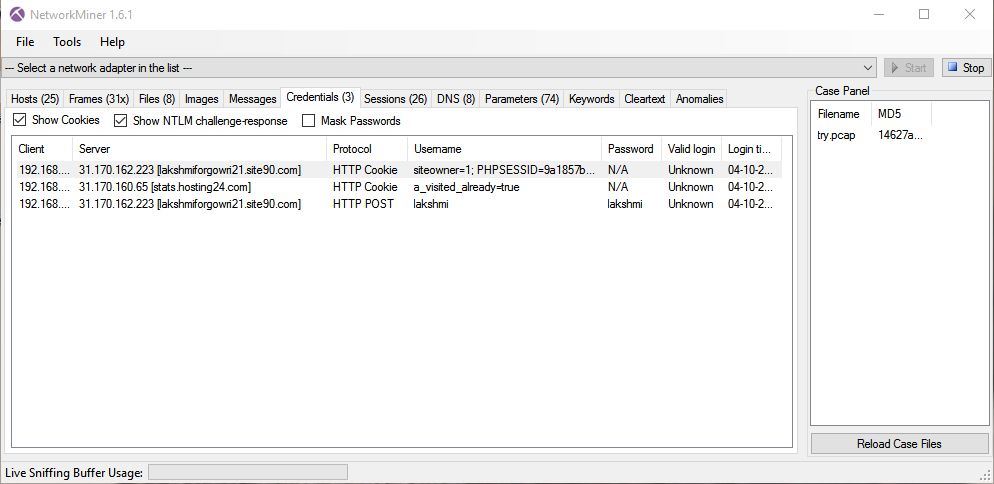 NetworkMiner 1.6.1
File Tools Help
--- Select a network adapter in the list ---
Start
Stop
Hosts (25) Frames (31x) Files (8) Images Messages Credentials (3) Sessions (26) DNS (8) Parameters (74) Keywords Cleartext Anomalies
Show Cookies Show NTLM challenge-response Mask Passwords
Client Server Protocol Username Password Valid login Login ti...
192.168.... 31.170.162.223 [lakshmiforgowri21.site90.com] HTTP Cookie siteowner=1; PHPSESSID=9a1857b... N/A Unknown 04-10-2...
192.168.... 31.170.160.65 [stats.hosting24.com] HTTP Cookie a_visited_already=true N/A Unknown 04-10-2...
192.168.... 31.170.162.223 [lakshmiforgowri21.site90.com] HTTP POST lakshmi lakshmi Unknown 04-10-2...
Case Panel
Filename MD5
try.pcap 14627a...
Reload Case Files
Live Sniffing Buffer Usage: